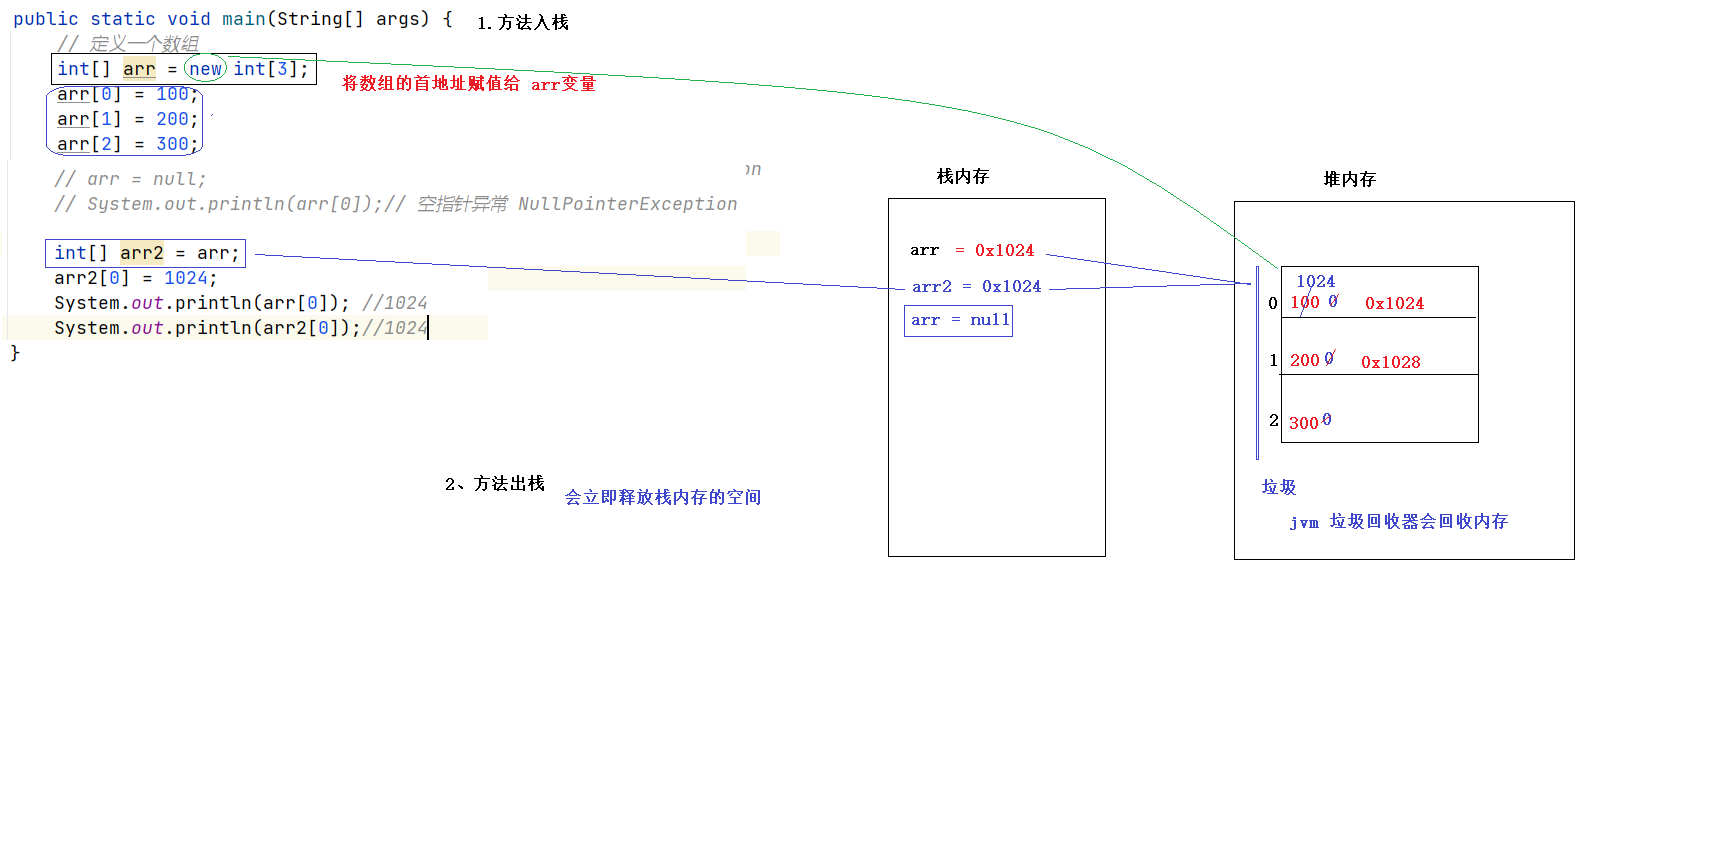 public static void main(String[] args) {
1.方法入栈
// 定义一个数组
int[] arr = new int[3];
将数组的首地址赋值给 arr变量
arr[0] = 100;
arr[1] = 200;
arr[2] = 300;
on
// arr = null;
// System.out.println(arr[0]);// 空指针异常 NullPointerException
int[] arr2 = arr;
arr2[0] = 1024;
System.out.println(arr[0]); //1024
System.out.println(arr2[0]);//1024
}
栈内存
arr = 0x1024
arr2 = 0x1024
arr = null
堆内存
1024
0 100 0 0x1024
1 200 0 0x1028
2 300 0
垃圾
jvm 垃圾回收器会回收内存
2、方法出栈
会立即释放栈内存的空间